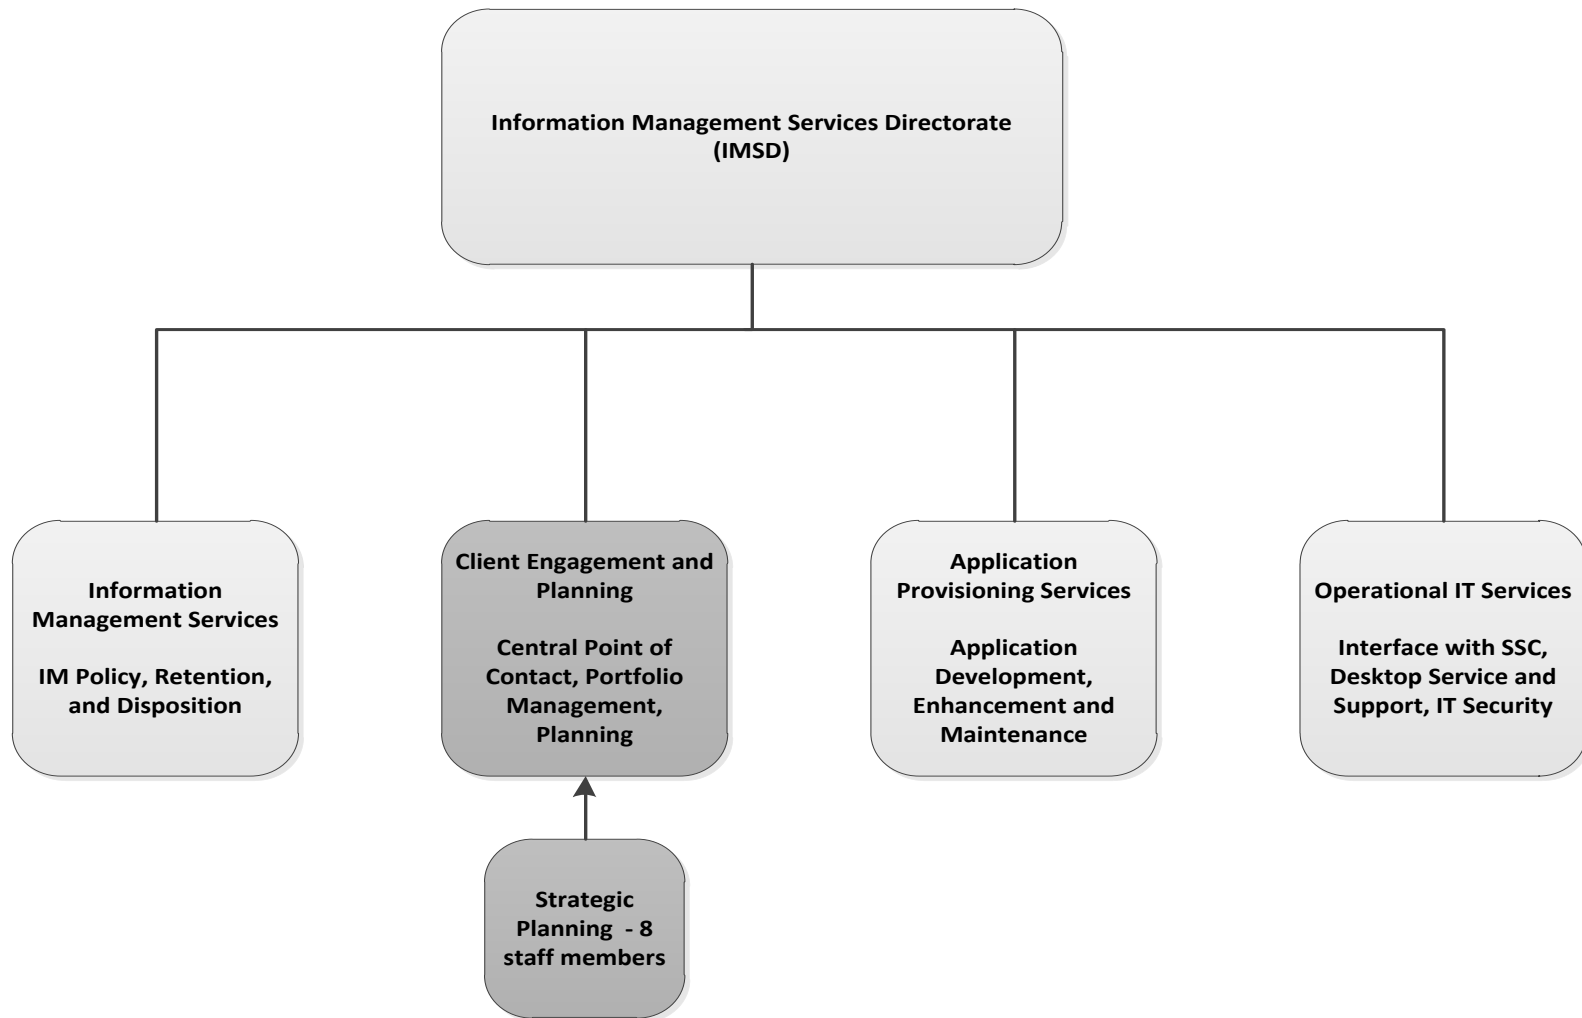 Information Management Services Directorate
(IMSD)
Information
Management Services
IM Policy, Retention,
and Disposition
Client Engagement and
Planning
Central Point of
Contact, Portfolio
Management,
Planning
Application
Provisioning Services
Application
Development,
Enhancement and
Maintenance
Operational IT Services
Interface with SSC,
Desktop Service and
Support, IT Security
Strategic
Planning  - 8
staff members